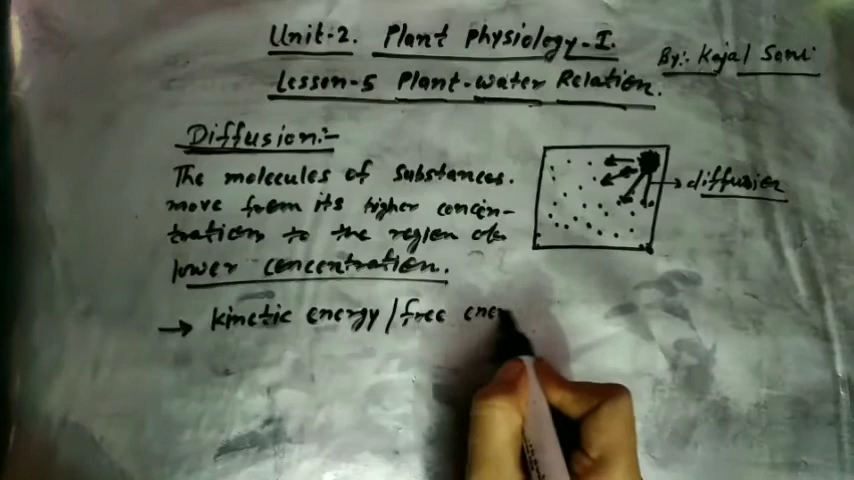 Unit-2. Plant Physiology-I.
By:- Kajal Soni
Lesson-5 Plant-water Relation.
Diffusion:-
The molecules of substances.
move from its higher concen-
tration to the region of
lower concentration.
→ diffusion
→ Kinetic energy/free ener